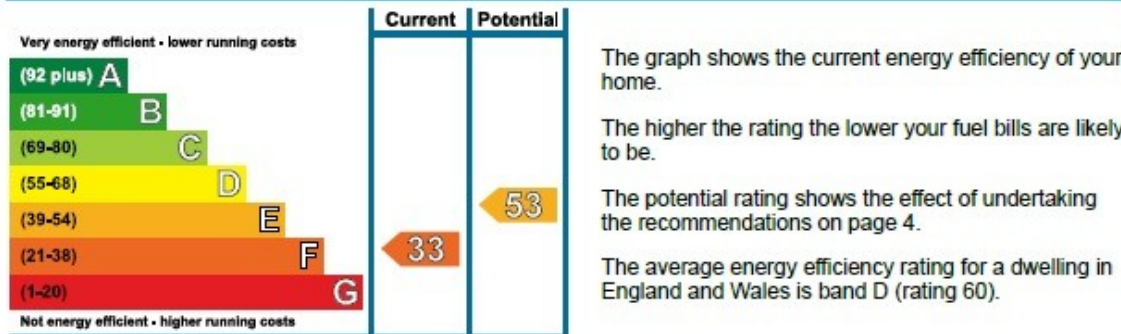 Current Potential
Very energy efficient - lower running costs
(92 plus) A
(81-91) B
(69-80) C
(55-68) D
(39-54) E
(21-38) F
(1-20) G
Not energy efficient - higher running costs
53
33
The graph shows the current energy efficiency of your
home.
The higher the rating the lower your fuel bills are likely
to be.
The potential rating shows the effect of undertaking
the recommendations on page 4.
The average energy efficiency rating for a dwelling in
England and Wales is band D (rating 60).